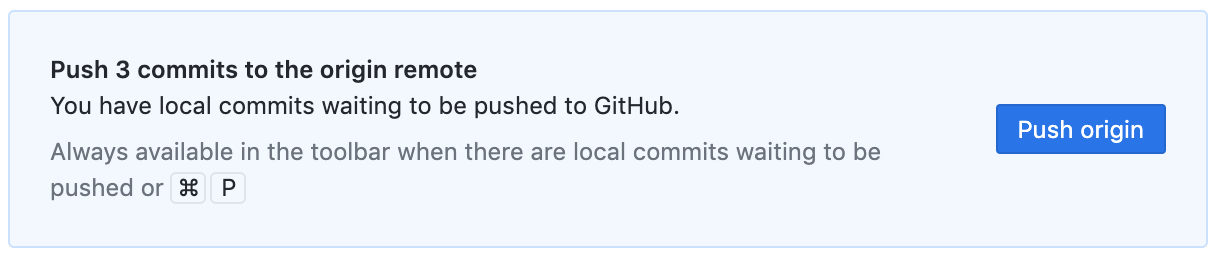 Push 3 commits to the origin remote
You have local commits waiting to be pushed to GitHub.
Always available in the toolbar when there are local commits waiting to be
pushed or ⌘ P
Push origin